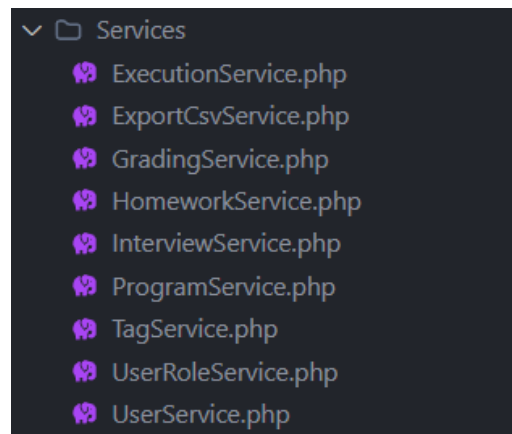 Services
ExecutionService.php
ExportCsvService.php
GradingService.php
HomeworkService.php
InterviewService.php
ProgramService.php
TagService.php
UserRoleService.php
UserService.php